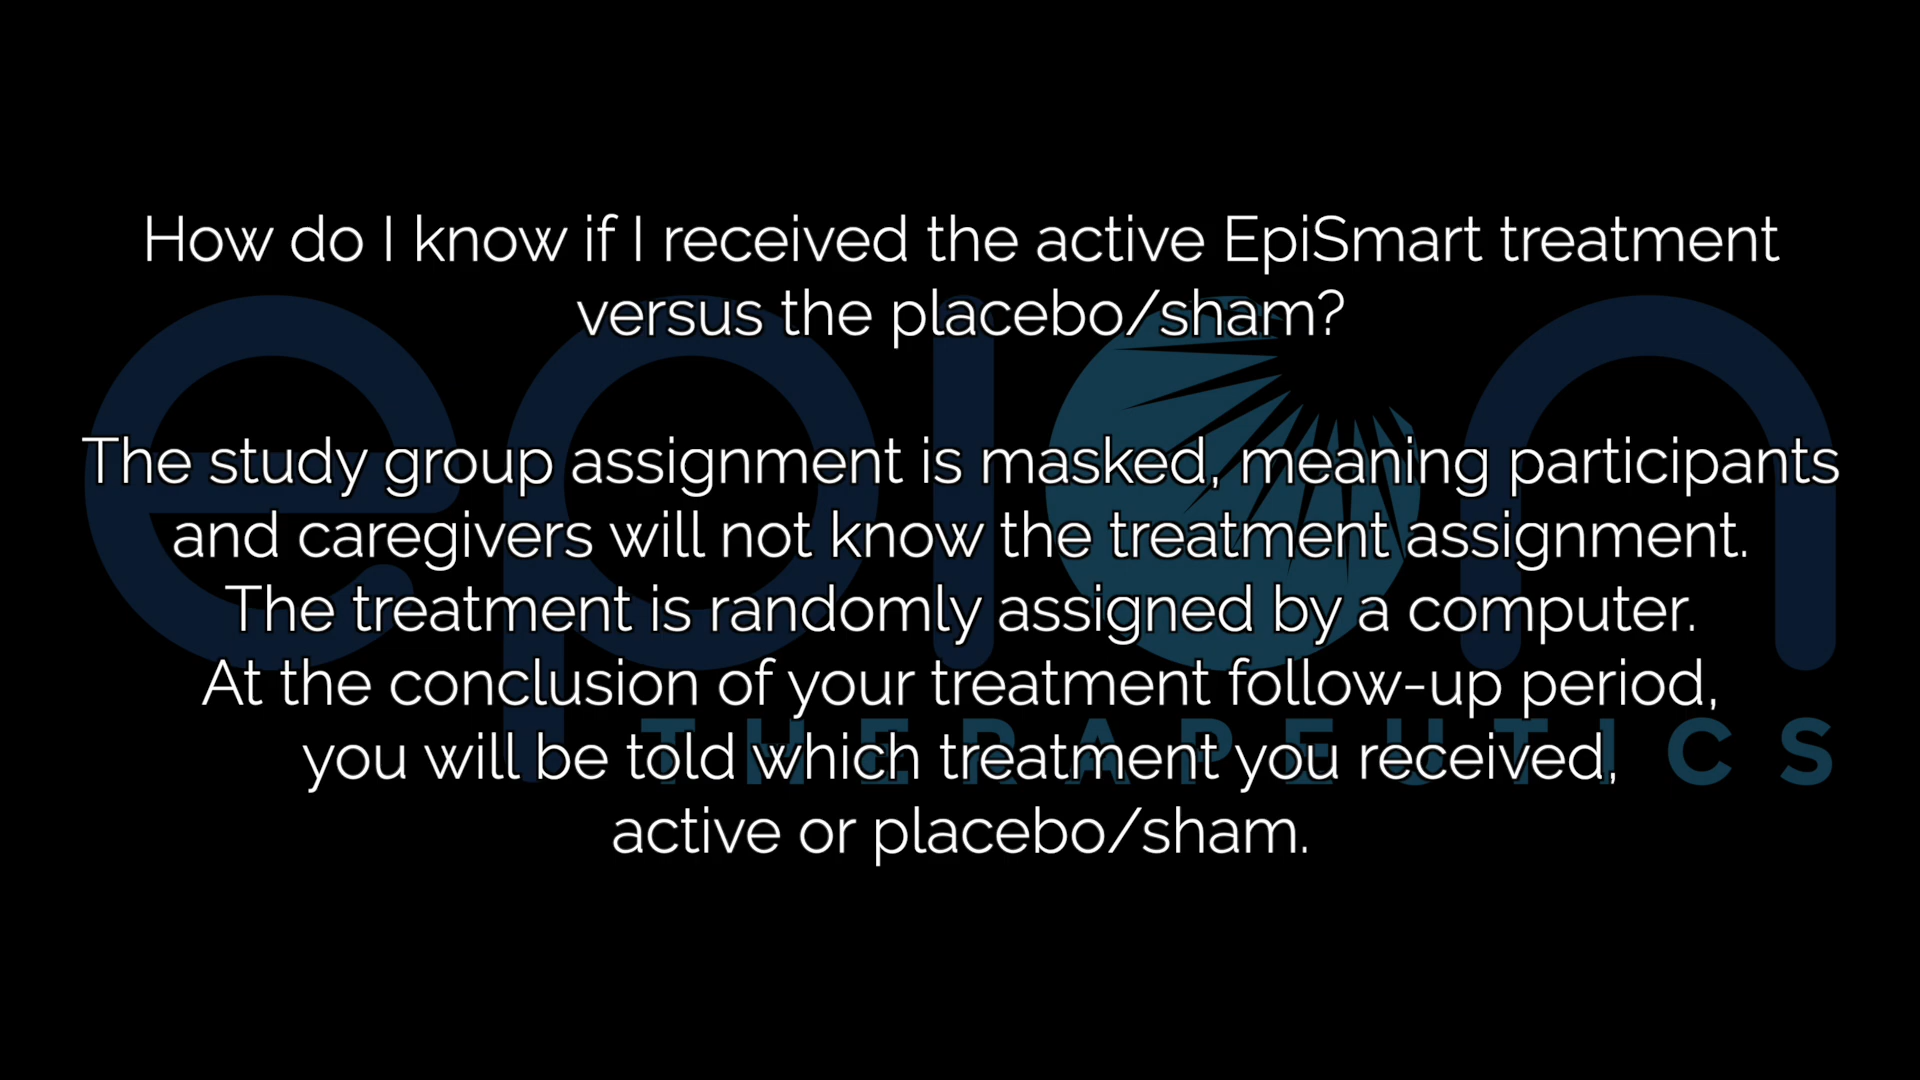 How do I know if I received the active EpiSmart treatment
versus the placebo/sham?
The study group assignment is masked, meaning participants
and caregivers will not know the treatment assignment.
The treatment is randomly assigned by a computer.
At the conclusion of your treatment follow-up period,
you will be told which treatment you received,
active or placebo/sham.
epion
THERAPEUTICS